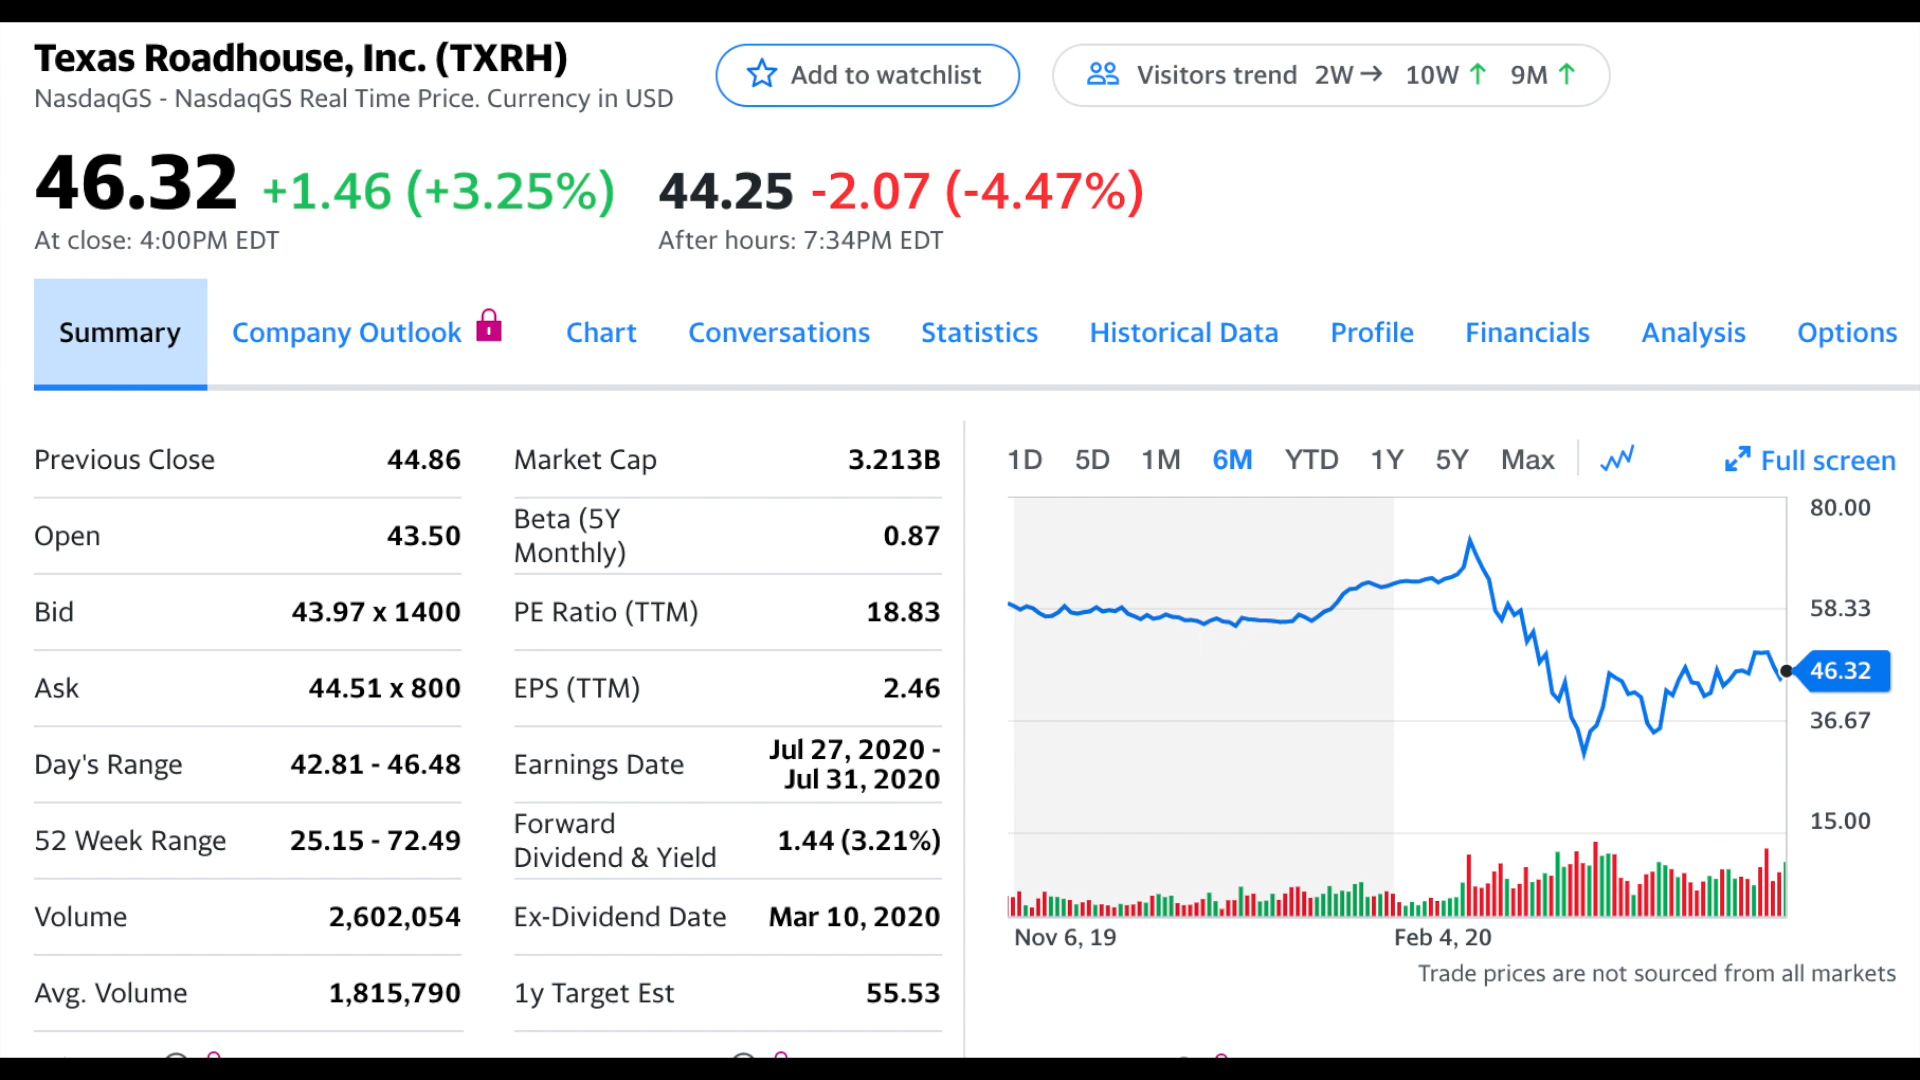 Texas Roadhouse, Inc. (TXRH)
NasdaqGS - NasdaqGS Real Time Price. Currency in USD
Add to watchlist
Visitors trend 2W→ 10W ↑ 9M ↑
46.32 +1.46 (+3.25%)
At close: 4:00PM EDT
44.25 -2.07 (-4.47%)
After hours: 7:34PM EDT
Summary Company Outlook Chart Conversations Statistics Historical Data Profile Financials Analysis Options
Previous Close 44.86
Open 43.50
Bid 43.97 x 1400
Ask 44.51 x 800
Day's Range 42.81 - 46.48
52 Week Range 25.15 - 72.49
Volume 2,602,054
Avg. Volume 1,815,790
Market Cap 3.213B
Beta (5Y
Monthly) 0.87
PE Ratio (TTM) 18.83
EPS (TTM) 2.46
Earnings Date Jul 27, 2020 -
Jul 31, 2020
Forward
Dividend & Yield 1.44 (3.21%)
Ex-Dividend Date Mar 10, 2020
1y Target Est 55.53
1D 5D 1M 6M YTD 1Y 5Y Max Full screen
80.00
58.33
46.32
36.67
15.00
Nov 6, 19 Feb 4, 20
Trade prices are not sourced from all markets